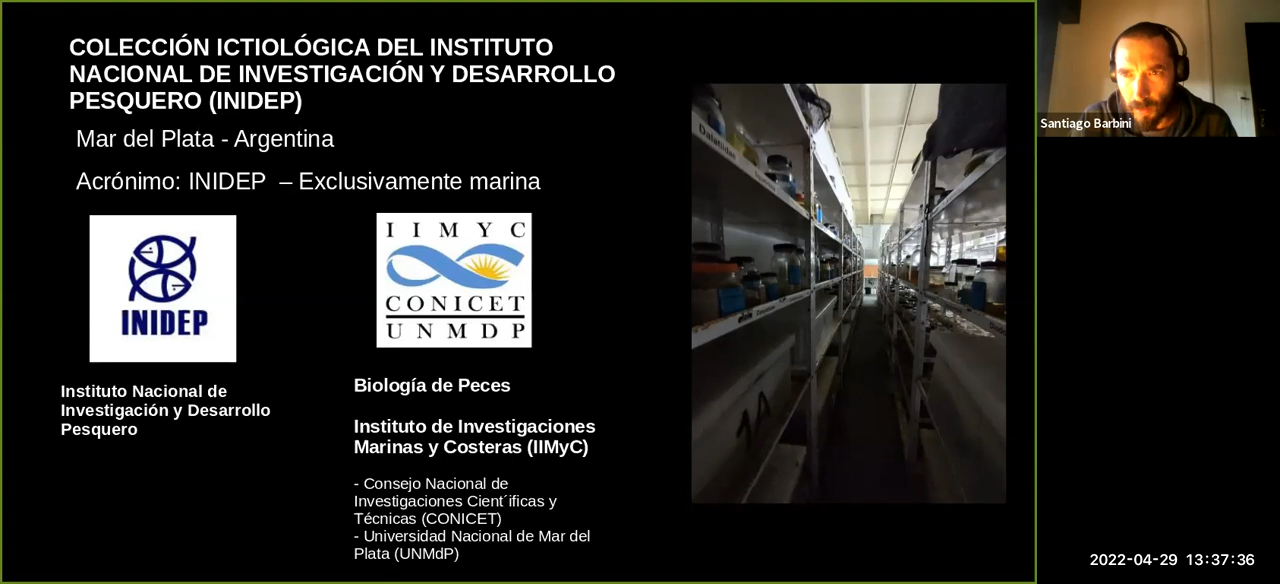 COLECCIÓN ICTIOLÓGICA DEL INSTITUTO
NACIONAL DE INVESTIGACIÓN Y DESARROLLO
PESQUERO (INIDEP)
Mar del Plata - Argentina
Acrónimo: INIDEP – Exclusivamente marina
INIDEP
I I M Y C
CONICET
U N M D P
Instituto Nacional de
Investigación y Desarrollo
Pesquero
Biología de Peces
Instituto de Investigaciones
Marinas y Costeras (IIMyC)
- Consejo Nacional de
Investigaciones Cient´ificas y
Técnicas (CONICET)
- Universidad Nacional de Mar del
Plata (UNMdP)
Dalatiidae
Santiago Barbini
2022-04-29 13:37:36